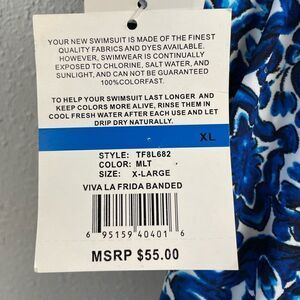 YOUR NEW SWIMSUIT IS MADE OF THE FINEST
QUALITY FABRICS AND DYES AVAILABLE.
HOWEVER, SWIMWEAR IS CONTINUALLY
EXPOSED TO CHLORINE, SALT WATER, AND
SUNLIGHT, AND CAN NOT BE GUARANTEED
100%COLORFAST.
TO HELP YOUR SWIMSUIT LAST LONGER AND
KEEP COLORS MORE ALIVE, RINSE THEM IN
COOL FRESH WATER AFTER EACH USE AND LET
DRIP DRY NATURALLY.
XL
STYLE: TF8L682
COLOR: MLT
SIZE: X-LARGE
VIVA LA FRIDA BANDED
6 95159 40401 6
MSRP $55.00